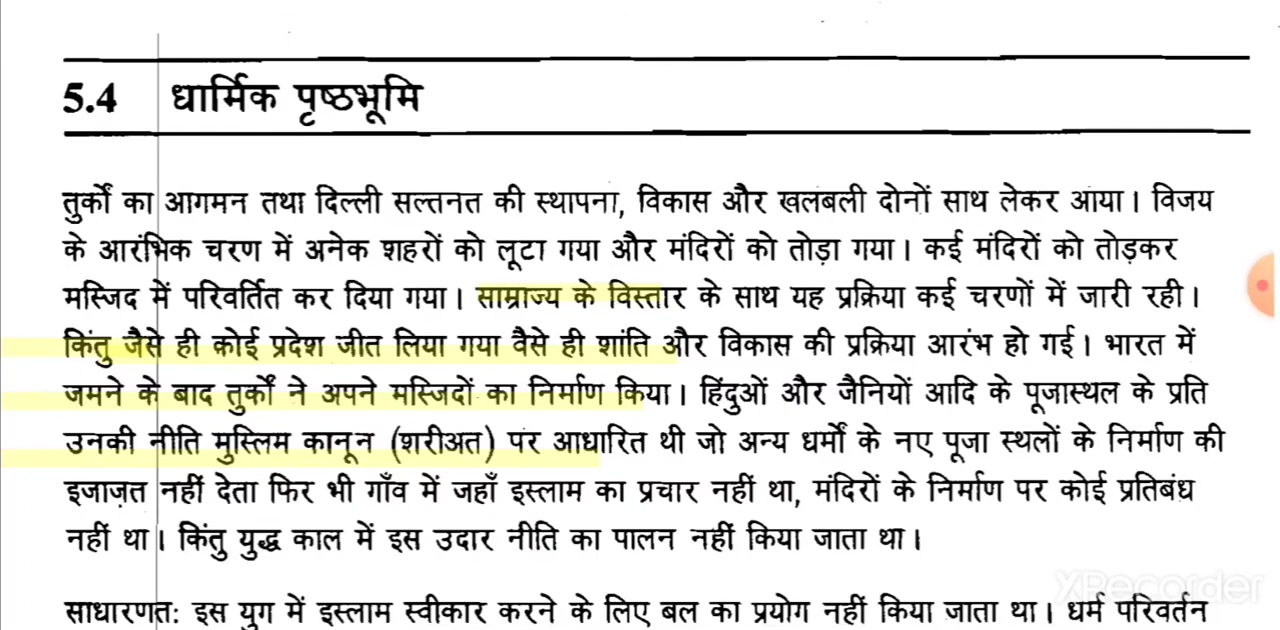 5.4 धार्मिक पृष्ठभूमि
तुर्कों का आगमन तथा दिल्ली सल्तनत की स्थापना, विकास और खलबली दोनों साथ लेकर आया। विजय
के आरंभिक चरण में अनेक शहरों को लूटा गया और मंदिरों को तोड़ा गया। कई मंदिरों को तोड़कर
मस्जिद में परिवर्तित कर दिया गया। साम्राज्य के विस्तार के साथ यह प्रक्रिया कई चरणों में जारी रही।
किंतु जैसे ही कोई प्रदेश जीत लिया गया वैसे ही शांति और विकास की प्रक्रिया आरंभ हो गई। भारत में
जमने के बाद तुर्कों ने अपने मस्जिदों का निर्माण किया। हिंदुओं और जैनियों आदि के पूजास्थल के प्रति
उनकी नीति मुस्लिम कानून (शरीअत) पर आधारित थी जो अन्य धर्मों के नए पूजा स्थलों के निर्माण की
इजाज़त नहीं देता फिर भी गाँव में जहाँ इस्लाम का प्रचार नहीं था, मंदिरों के निर्माण पर कोई प्रतिबंध
नहीं था। किंतु युद्ध काल में इस उदार नीति का पालन नहीं किया जाता था।
साधारणतः इस युग में इस्लाम स्वीकार करने के लिए बल का प्रयोग नहीं किया जाता था। धर्म परिवर्तन
XRecorder